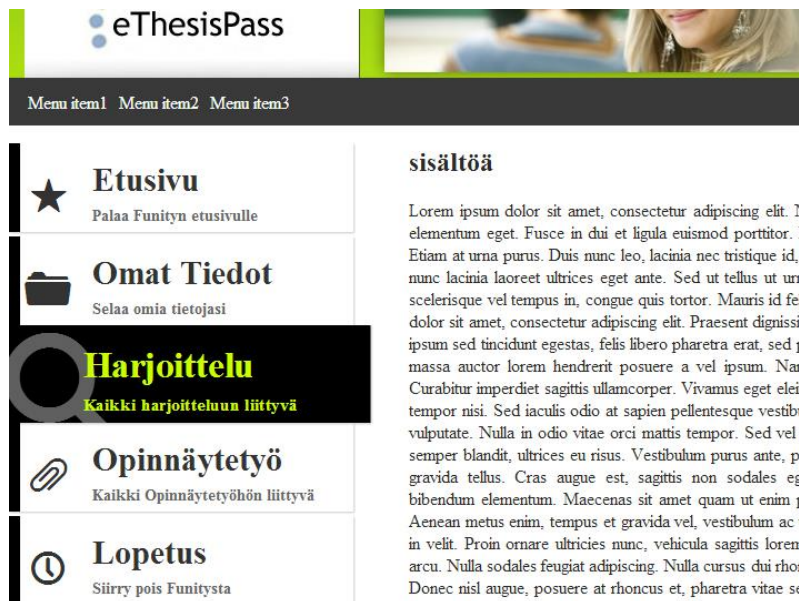 eThesisPass
Menu item1 Menu item2 Menu item3
Etusivu
Palaa Funityn etusivulle
Omat Tiedot
Selaa omia tietojasi
Harjoittelu
Kaikki harjoitteluun liittyvä
Opinnäytetyö
Kaikki Opinnäytetyöhön liittyvä
Lopetus
Siirry pois Funitysta
sisältöä
Lorem ipsum dolor sit amet, consectetur adipiscing elit.
elementum eget. Fusce in dui et ligula euismod porttitor.
Etiam at urna purus. Duis nunc leo, lacinia nec tristique id,
nunc lacinia laoreet ultrices eget ante. Sed ut tellus ut
scelerisque vel tempus in, congue quis tortor. Mauris id
dolor sit amet, consectetur adipiscing elit. Praesent
ipsum sed tincidunt egestas, felis libero pharetra erat, sed
massa auctor lorem hendrerit posuere a vel ipsum.
Curabitur imperdiet sagittis ullamcorper. Vivamus eget
tempor nisi. Sed iaculis odio at sapien pellentesque
vulputate. Nulla in odio vitae orci mattis tempor. Sed vel
semper blandit, ultrices eu risus. Vestibulum purus ante,
gravida tellus. Cras augue est, sagittis non sodales
bibendum elementum. Maecenas sit amet quam ut enim
Aenean metus enim, tempus et gravida vel, vestibulum ac
in velit. Proin ornare ultricies nunc, vehicula sagittis
arcu. Nulla sodales feugiat adipiscing. Nulla cursus dui
Donec nisl augue, posuere at rhoncus et, pharetra vitae